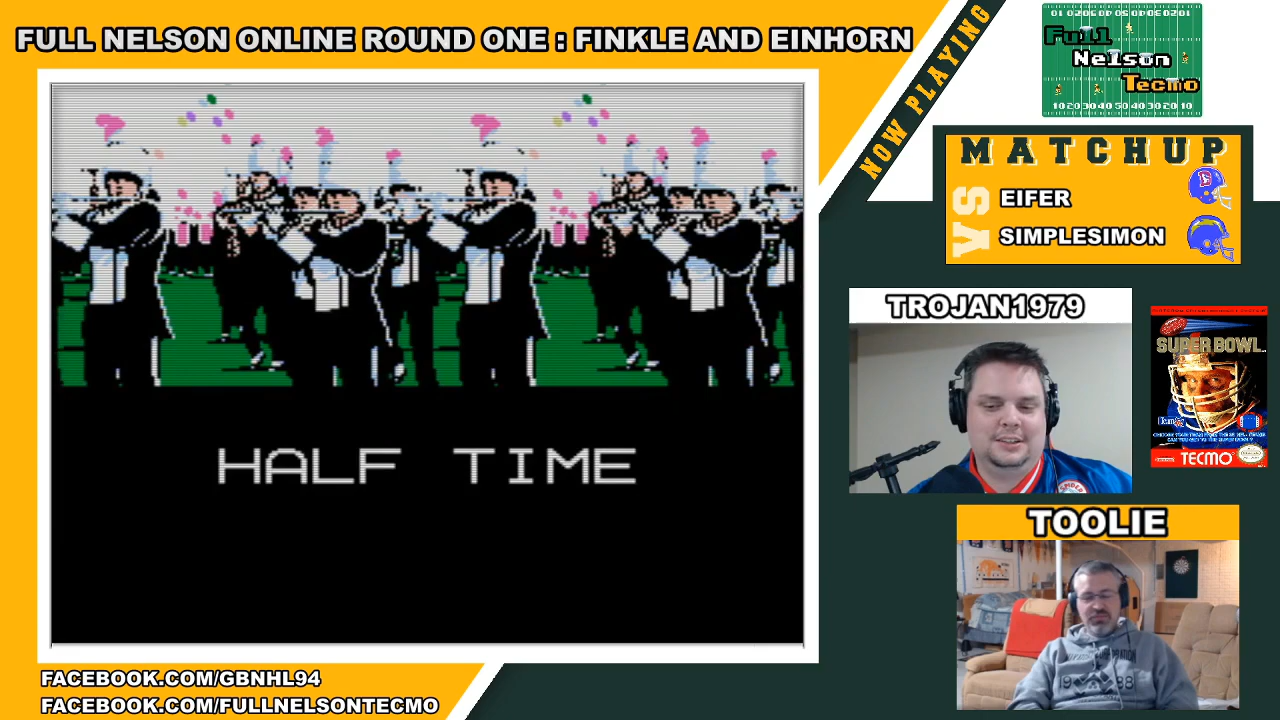 FULL NELSON ONLINE ROUND ONE : FINKLE AND EINHORN
NOW PLAYING
Full
Nelson
Tecmo
MATCHUP
VS
EIFER
SIMPLESIMON
HALF TIME
TROJAN1979
SUPER BOWL
TECMO
TOOLIE
FACEBOOK.COM/GBNHL94
FACEBOOK.COM/FULLNELSONTECMO